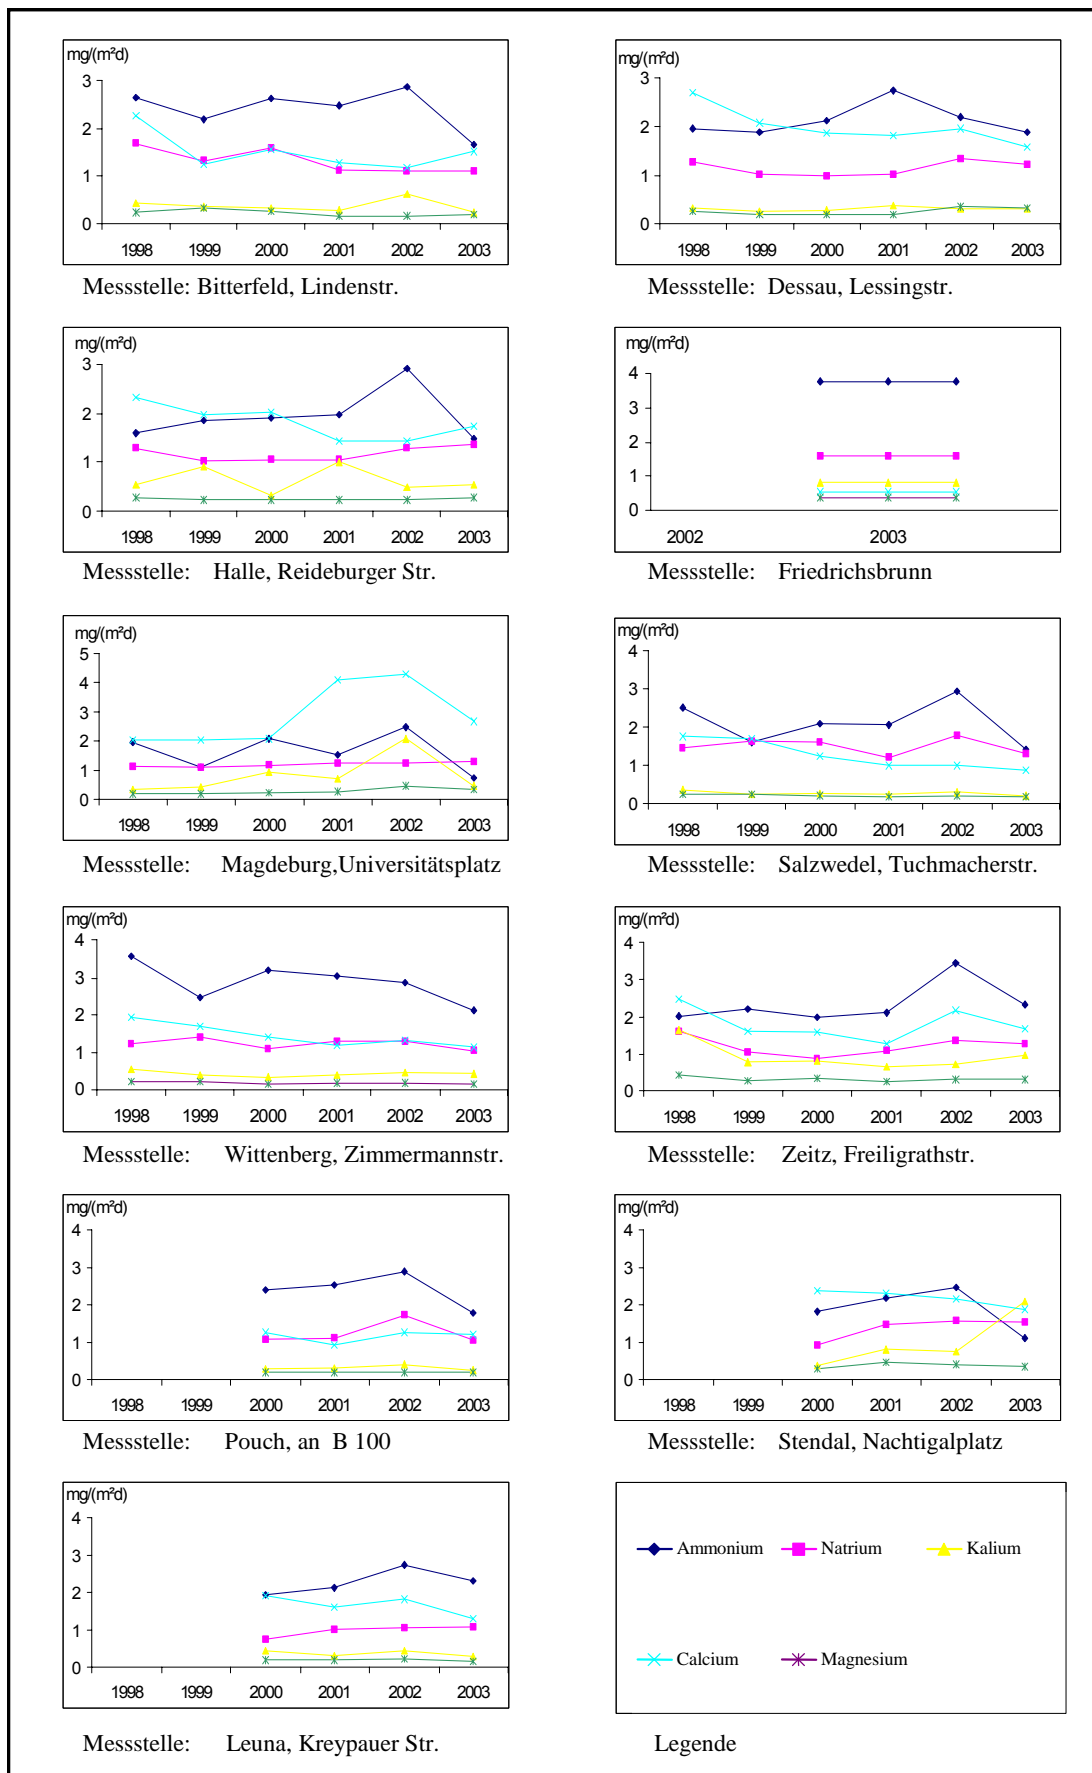 mg/(m²d)
3
2
1
0
1998 1999 2000 2001 2002 2003
Messstelle: Bitterfeld, Lindenstr.
mg/(m²d)
3
2
1
0
1998 1999 2000 2001 2002 2003
Messstelle: Dessau, Lessingstr.
mg/(m²d)
3
2
1
0
1998 1999 2000 2001 2002 2003
Messstelle: Halle, Reideburger Str.
mg/(m²d)
4
3
2
1
0
2002 2003
Messstelle: Friedrichsbrunn
mg/(m²d)
5
4
3
2
1
0
1998 1999 2000 2001 2002 2003
Messstelle: Magdeburg,Universitätsplatz
mg/(m²d)
4
3
2
1
0
1998 1999 2000 2001 2002 2003
Messstelle: Salzwedel, Tuchmacherstr.
mg/(m²d)
4
3
2
1
0
1998 1999 2000 2001 2002 2003
Messstelle: Wittenberg, Zimmermannstr.
mg/(m²d)
4
3
2
1
0
1998 1999 2000 2001 2002 2003
Messstelle: Zeitz, Freiligrathstr.
mg/(m²d)
4
3
2
1
0
1998 1999 2000 2001 2002 2003
Messstelle: Pouch, an B 100
mg/(m²d)
4
3
2
1
0
1998 1999 2000 2001 2002 2003
Messstelle: Stendal, Nachtigalplatz
mg/(m²d)
4
3
2
1
0
1998 1999 2000 2001 2002 2003
Messstelle: Leuna, Kreypauer Str.
Ammonium Natrium Kalium
Calcium Magnesium
Legende